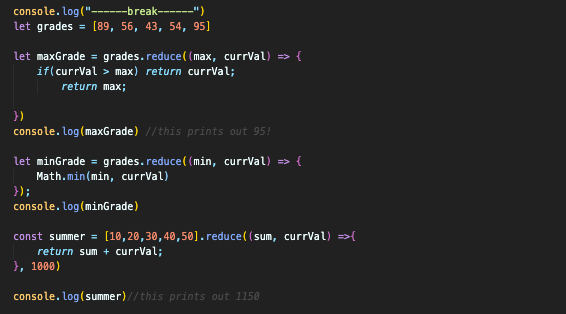 console.log("------break------")
let grades = [89, 56, 43, 54, 95]
let maxGrade = grades.reduce((max, currVal) => {
if(currVal > max) return currVal;
return max;
})
console.log(maxGrade) //this prints out 95!
let minGrade = grades.reduce((min, currVal) => {
Math.min(min, currVal)
});
console.log(minGrade)
const summer = [10,20,30,40,50].reduce((sum, currVal) =>{
return sum + currVal;
}, 1000)
console.log(summer)//this prints out 1150